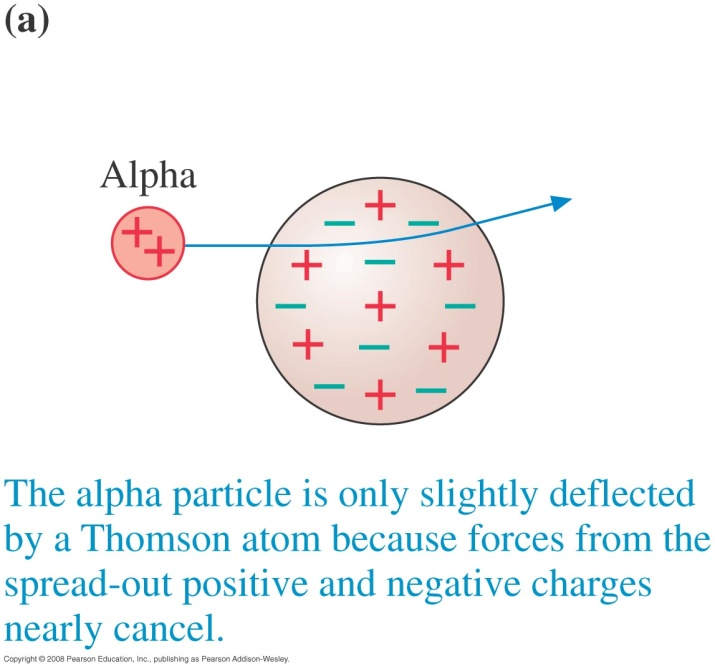 (a)
Alpha
The alpha particle is only slightly deflected
by a Thomson atom because forces from the
spread-out positive and negative charges
nearly cancel.
Copyright © 2008 Pearson Education, Inc., publishing as Pearson Addison-Wesley.